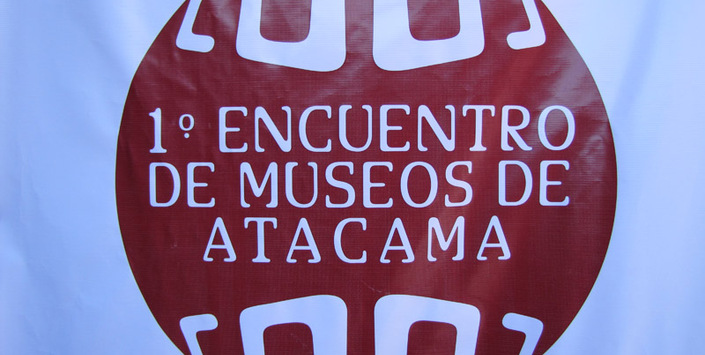 1º ENCUENTRO
DE MUSEOS DE
ATACAMA